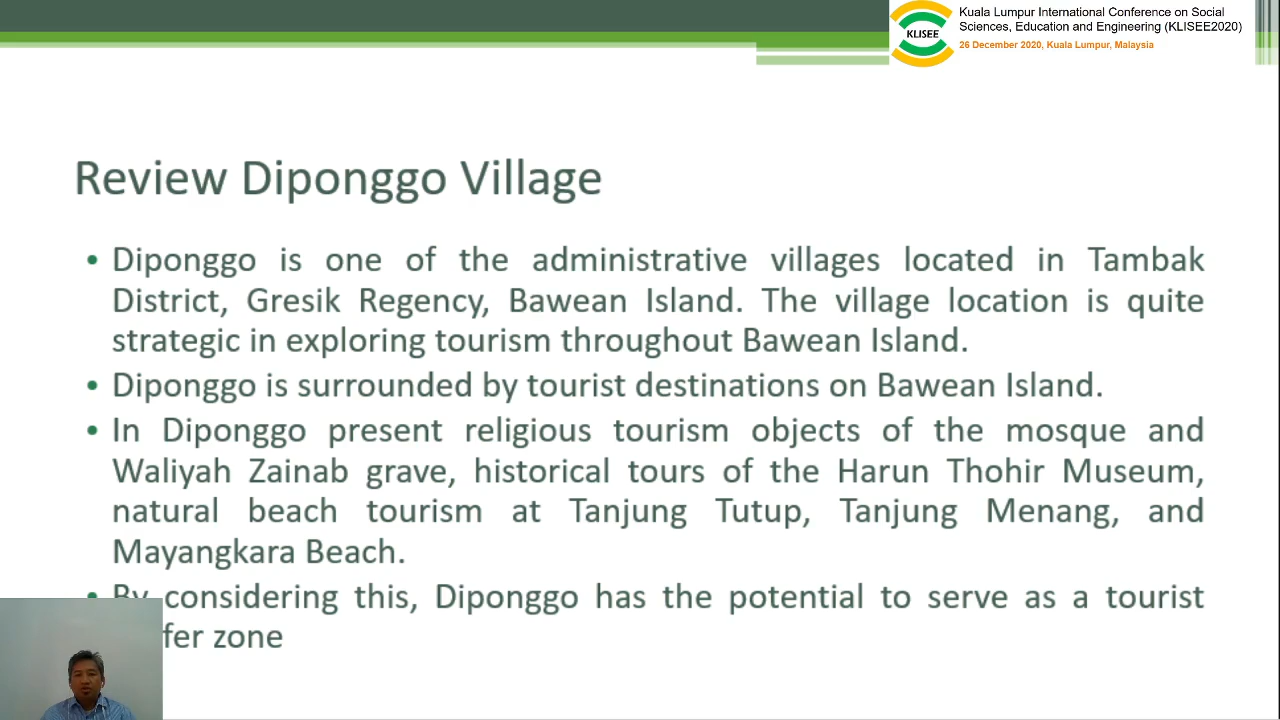 Kuala Lumpur International Conference on Social
Sciences, Education and Engineering (KLISEE2020)
KLISEE
26 December 2020, Kuala Lumpur, Malaysia
Review Diponggo Village
• Diponggo is one of the administrative villages located in Tambak
District, Gresik Regency, Bawean Island. The village location is quite
strategic in exploring tourism throughout Bawean Island.
• Diponggo is surrounded by tourist destinations on Bawean Island.
• In Diponggo present religious tourism objects of the mosque and
Waliyah Zainab grave, historical tours of the Harun Thohir Museum,
natural beach tourism at Tanjung Tutup, Tanjung Menang, and
Mayangkara Beach.
• By considering this, Diponggo has the potential to serve as a tourist
fer zone